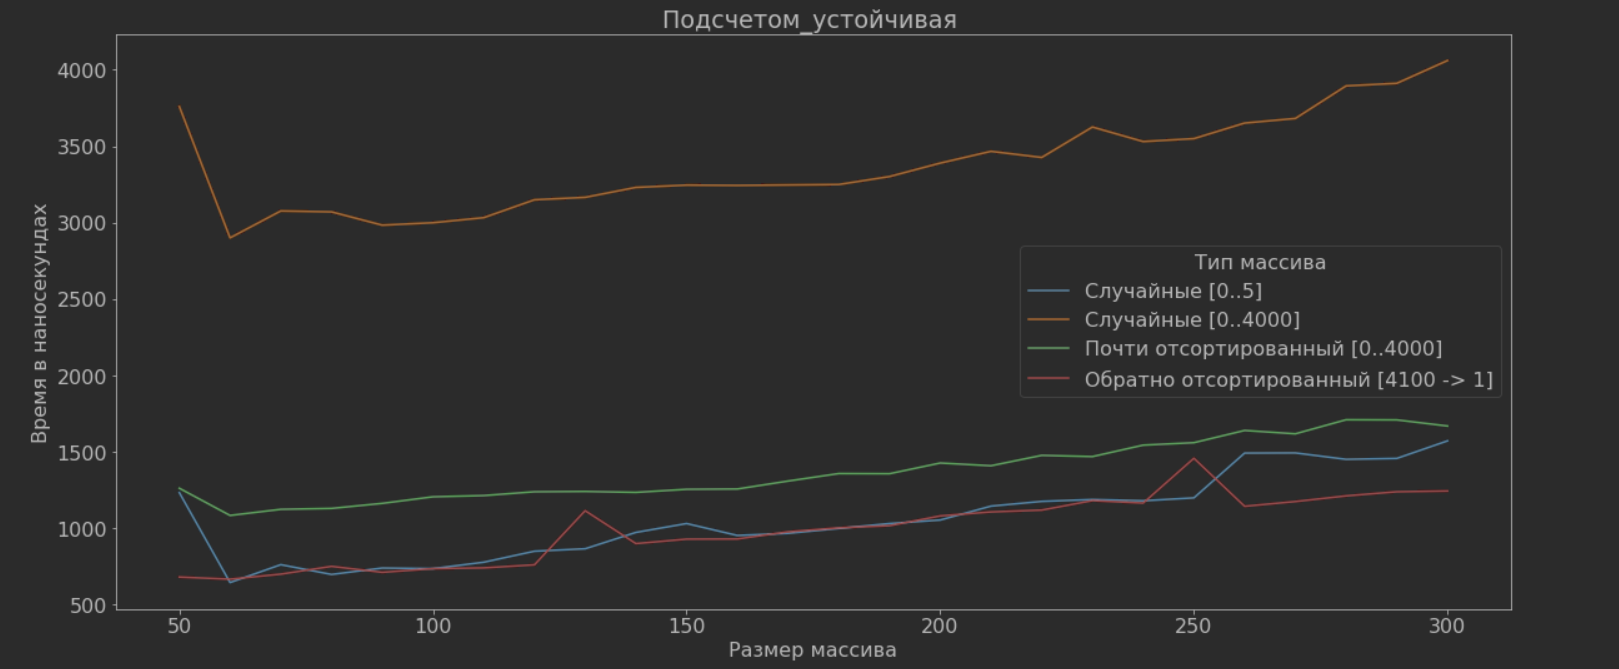 Подсчетом_устойчивая
4000
3500
3000
2500
2000
1500
1000
500
Время в наносекундах
Тип массива
Случайные [0..5]
Случайные [0..4000]
Почти отсортированный [0..4000]
Обратно отсортированный [4100 -> 1]
50 100 150 200 250 300
Размер массива